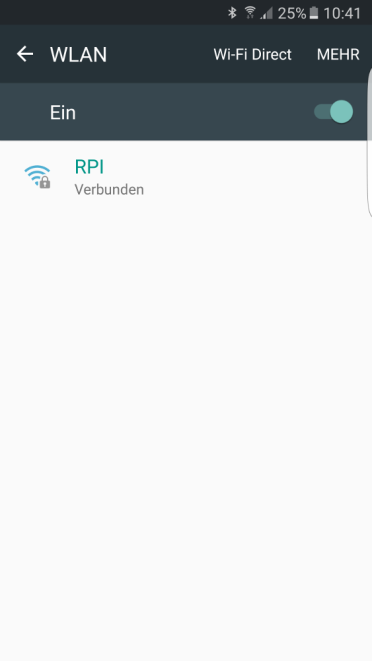 25% 10:41
WLAN Wi-Fi Direct MEHR
Ein
RPI
Verbunden